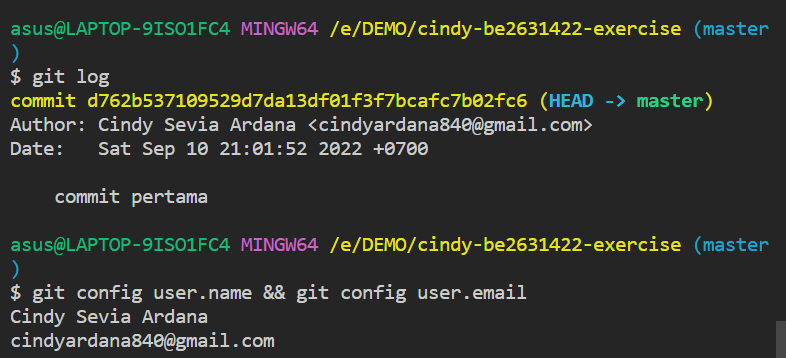 asus@LAPTOP-9ISO1FC4 MINGW64 /e/DEMO/cindy-be2631422-exercise (master
)
$ git log
commit d762b537109529d7da13df01f3f7bcafc7b02fc6 (HEAD -> master)
Author: Cindy Sevia Ardana <cindyardana840@gmail.com>
Date:   Sat Sep 10 21:01:52 2022 +0700

    commit pertama

asus@LAPTOP-9ISO1FC4 MINGW64 /e/DEMO/cindy-be2631422-exercise (master
)
$ git config user.name && git config user.email
Cindy Sevia Ardana
cindyardana840@gmail.com